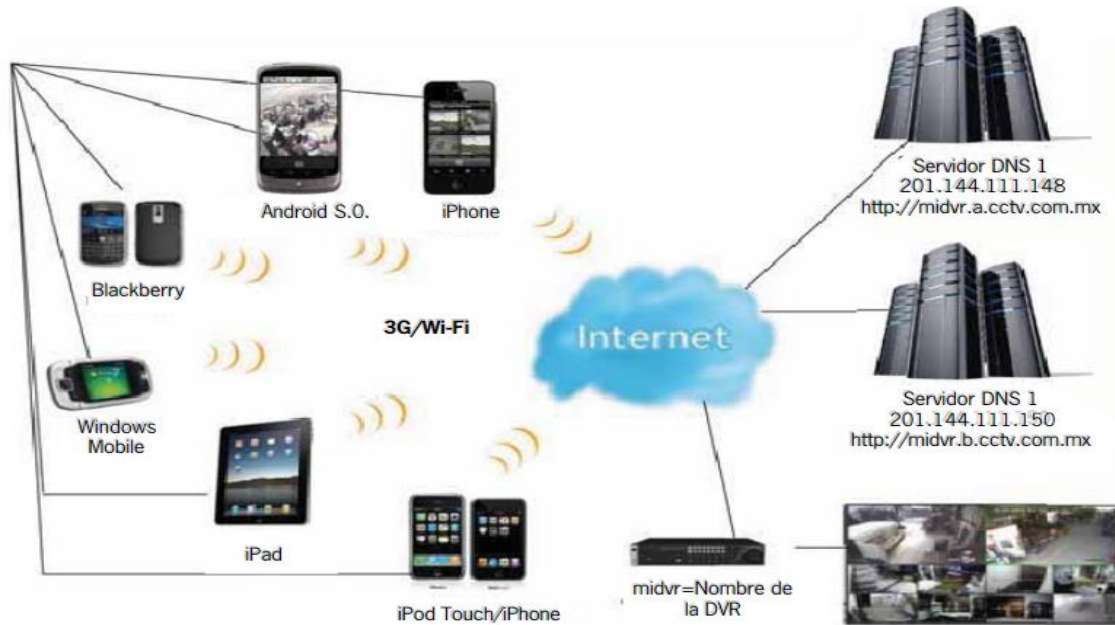 Android S.O.
iPhone
Servidor DNS 1
201.144.111.148
http://midvr.a.cctv.com.mx
Blackberry
3G/Wi-Fi
Internet
Windows
Mobile
Servidor DNS 1
201.144.111.150
http://midvr.b.cctv.com.mx
iPad
iPod Touch/iPhone
midvr=Nombre de
la DVR